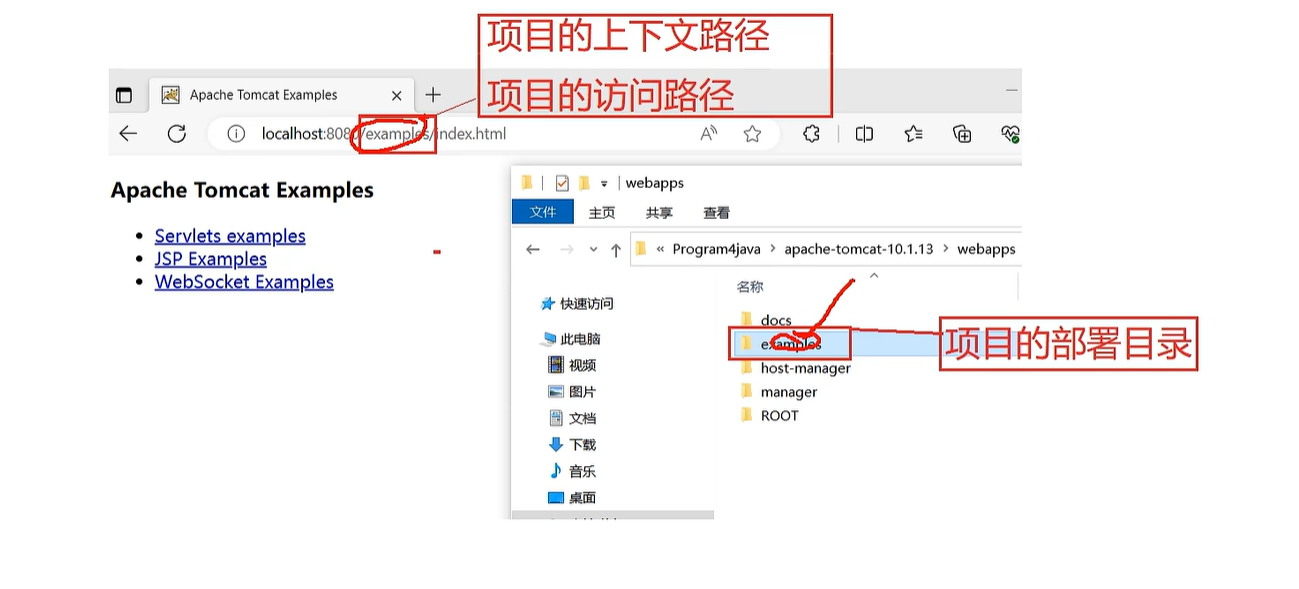 项目的上下文路径
项目的访问路径
Apache Tomcat Examples
localhost:8080/examples/index.html
Apache Tomcat Examples
Servlets examples
JSP Examples
WebSocket Examples
webapps
文件 主页 共享 查看
« Program4java > apache-tomcat-10.1.13 > webapps
名称
快速访问
此电脑
视频
图片
文档
下载
音乐
桌面
docs
examples
host-manager
manager
ROOT
项目的部署目录